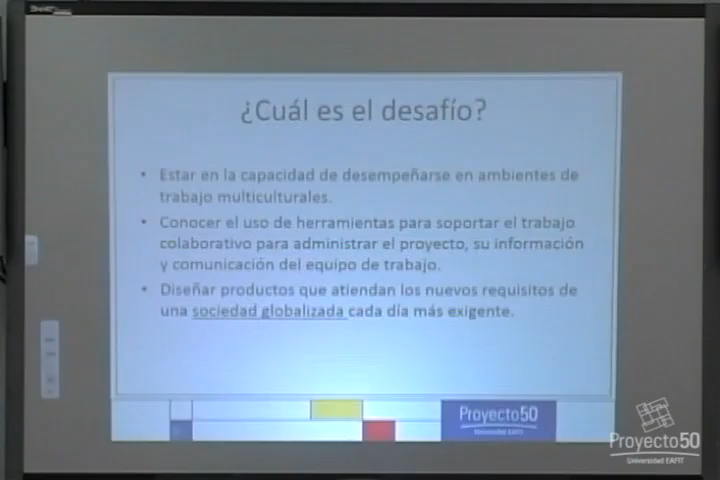 ¿Cuál es el desafío?
• Estar en la capacidad de desempeñarse en ambientes de
trabajo multiculturales.
• Conocer el uso de herramientas para soportar el trabajo
colaborativo para administrar el proyecto, su información
y comunicación del equipo de trabajo.
• Diseñar productos que atiendan los nuevos requisitos de
una sociedad globalizada cada día más exigente.
Proyecto50
Universidad EAFIT
Proyecto50
Universidad EAFIT